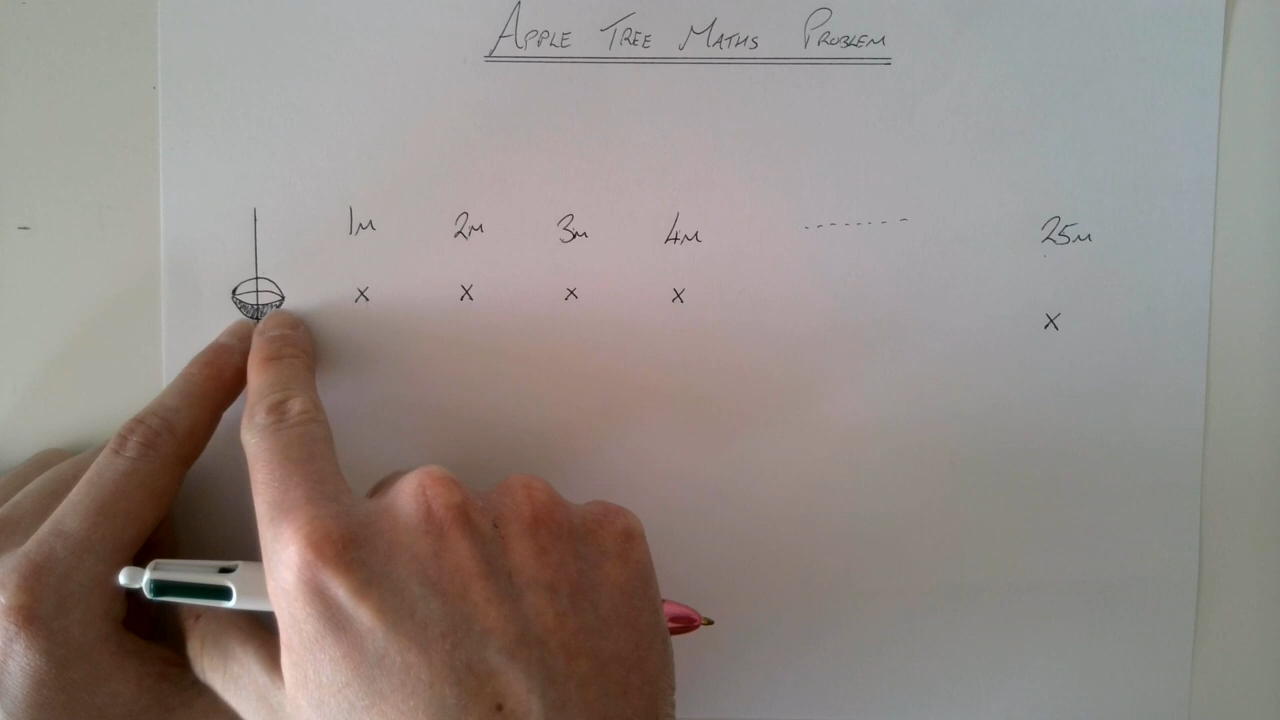 APPLE TREE MATHS PROBLEM
1M 2M 3M 4M ------- 25M
X X X X X